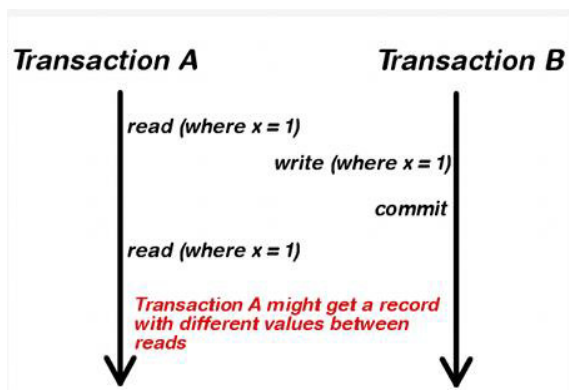 Transaction A
Transaction B
read (where x = 1)
write (where x = 1)
commit
read (where x = 1)
Transaction A might get a record
with different values between
reads